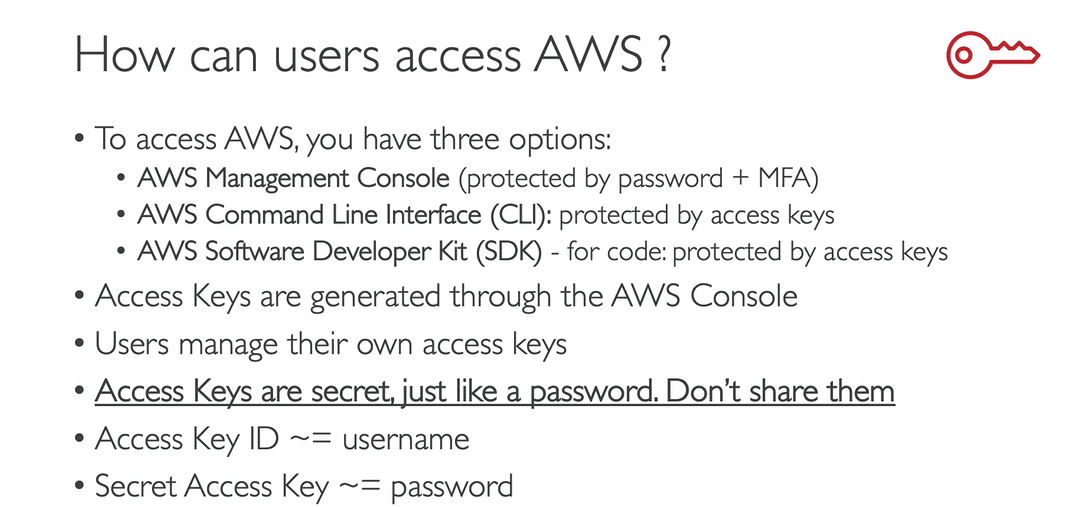 How can users access AWS ?
• To access AWS, you have three options:
• AWS Management Console (protected by password + MFA)
• AWS Command Line Interface (CLI): protected by access keys
• AWS Software Developer Kit (SDK) - for code: protected by access keys
• Access Keys are generated through the AWS Console
• Users manage their own access keys
• Access Keys are secret, just like a password. Don’t share them
• Access Key ID ~= username
• Secret Access Key ~= password